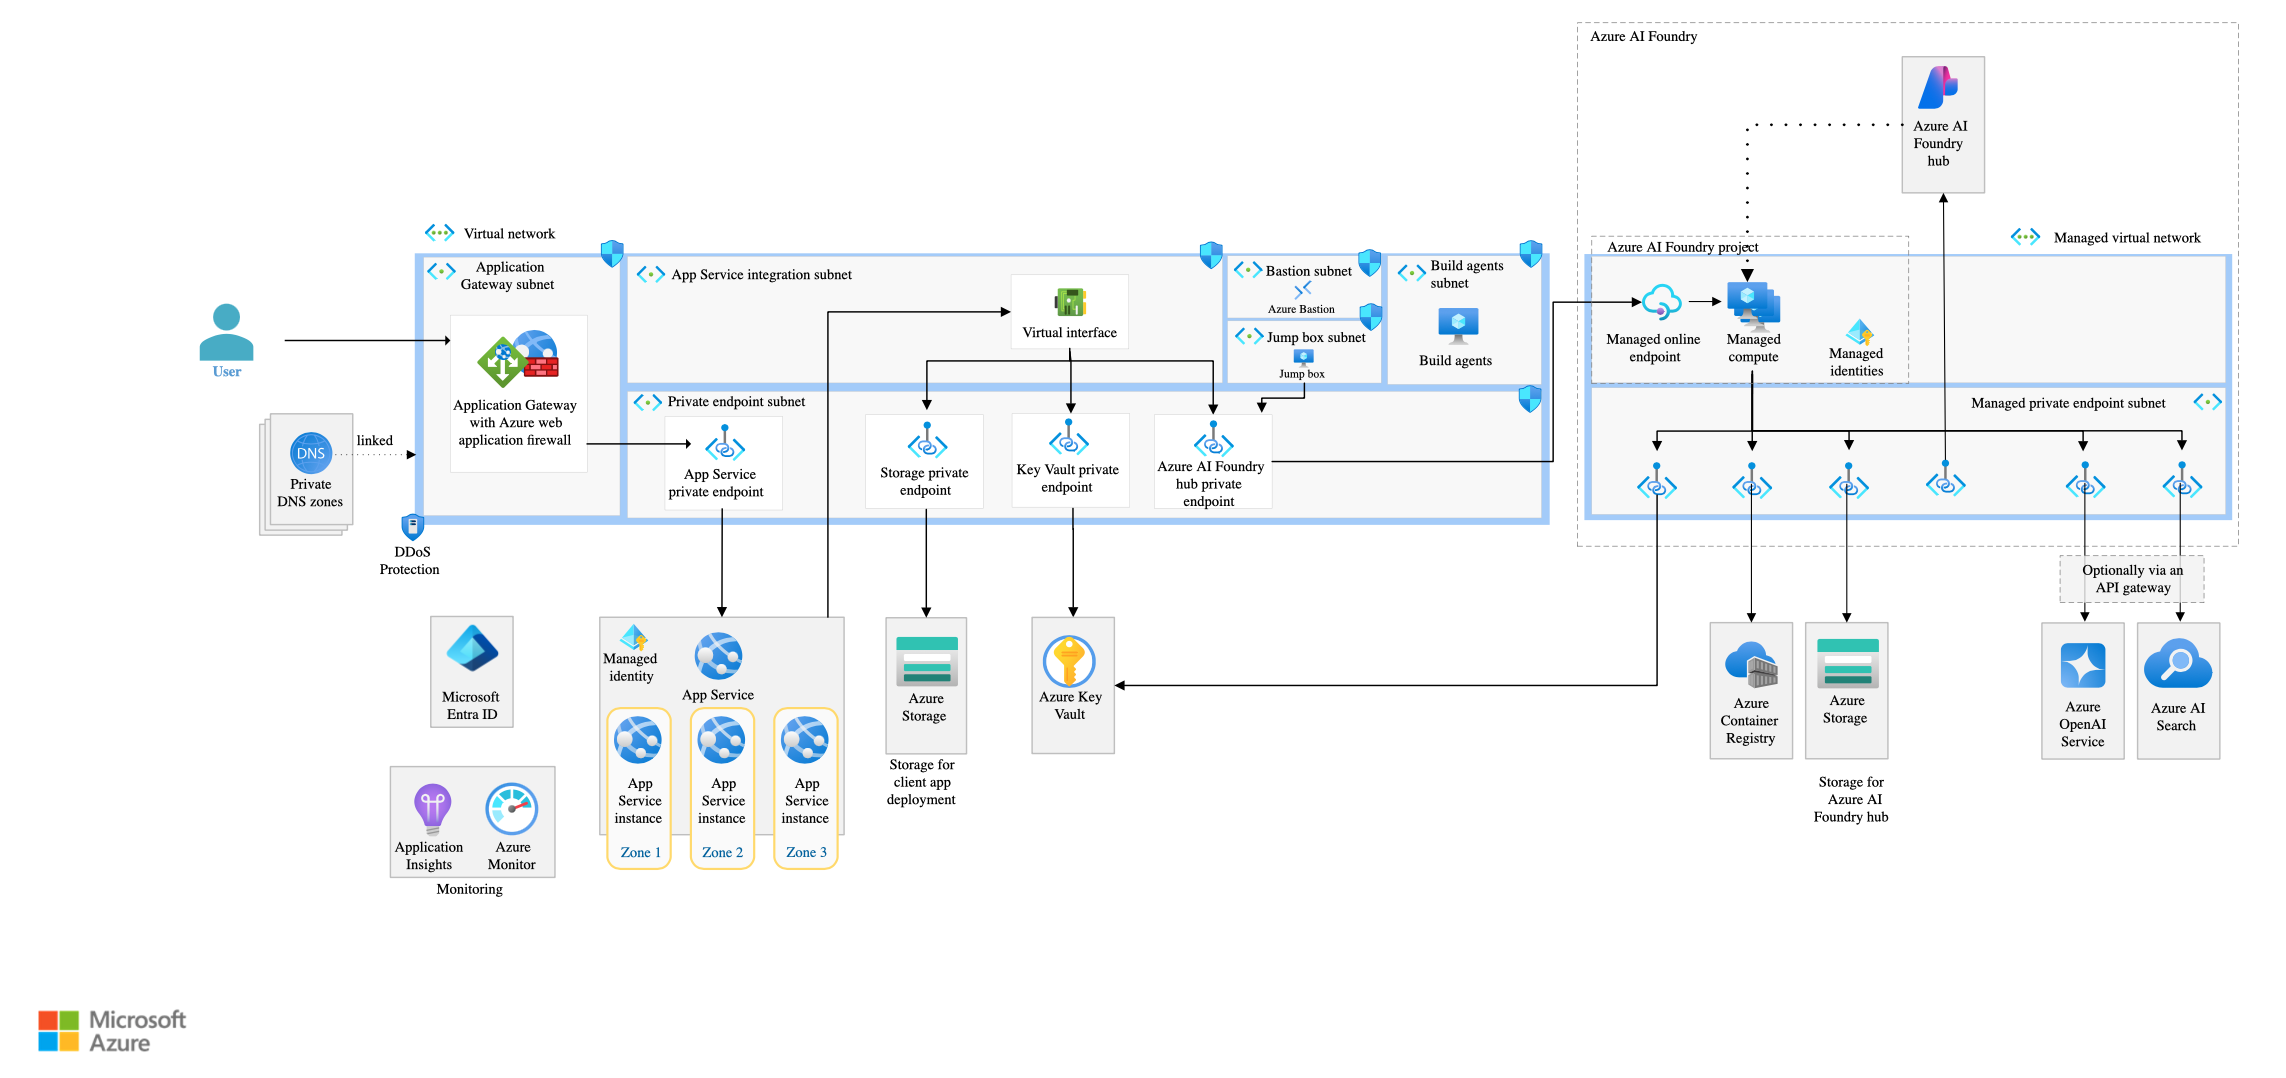 Azure AI Foundry
Azure AI
Foundry
hub
Virtual network
Application
Gateway subnet
App Service integration subnet
Virtual interface
Bastion subnet
Azure Bastion
Jump box subnet
Jump box
Build agents
subnet
Build agents
Azure AI Foundry project
Managed virtual network
Managed online
endpoint
Managed
compute
Managed
identities
Managed private endpoint subnet
User
Application Gateway
with Azure web
application firewall
linked
DNS
Private
DNS zones
DDoS
Protection
Private endpoint subnet
App Service
private endpoint
Storage private
endpoint
Key Vault private
endpoint
Azure AI Foundry
hub private
endpoint
Optionally via an
API gateway
Microsoft
Entra ID
Managed
identity
App Service
App
Service
instance
Zone 1
App
Service
instance
Zone 2
App
Service
instance
Zone 3
Azure
Storage
Storage for
client app
deployment
Azure Key
Vault
Azure
Container
Registry
Azure
Storage
Storage for
Azure AI
Foundry hub
Azure
OpenAI
Service
Azure AI
Search
Application
Insights
Azure
Monitor
Monitoring
Microsoft
Azure